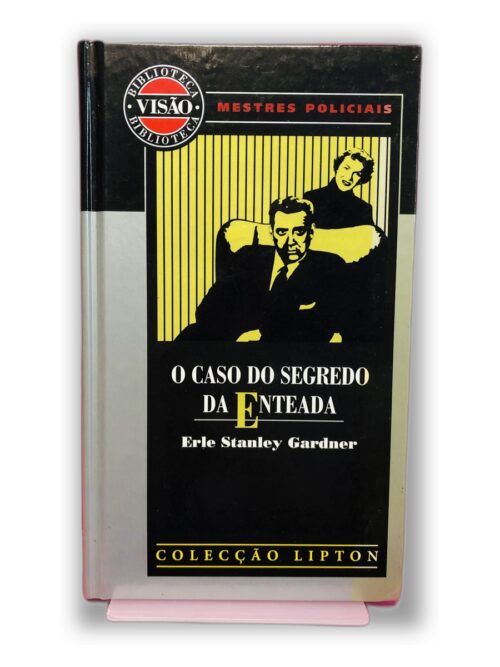 BIBLIOTECA
VISÃO
BIBLIOTECA
MESTRES POLICIAIS
O CASO DO SEGREDO
DA ENTEADA
Erle Stanley Gardner
COLECÇÃO LIPTON